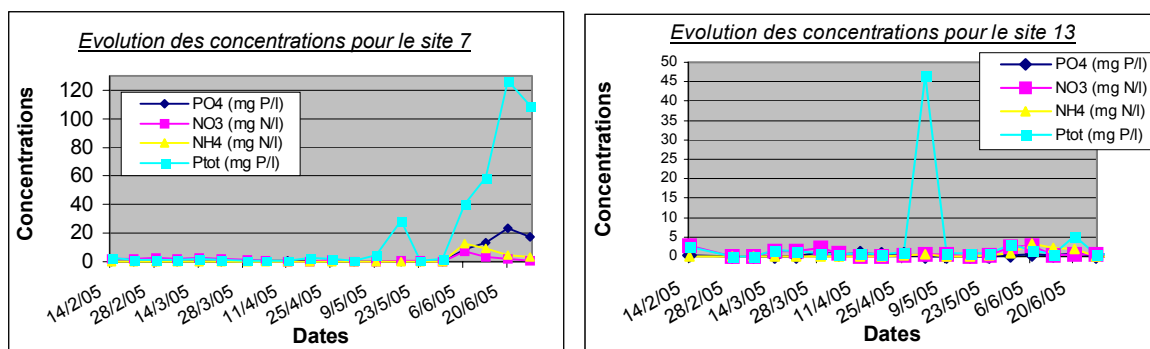 Evolution des concentrations pour le site 7
Concentrations
120
100
80
60
40
20
0
PO4 (mg P/l)
NO3 (mg N/l)
NH4 (mg N/l)
Ptot (mg P/l)
14/2/05
28/2/05
14/3/05
28/3/05
11/4/05
25/4/05
9/5/05
23/5/05
6/6/05
20/6/05
Dates
Evolution des concentrations pour le site 13
Concentrations
50
45
40
35
30
25
20
15
10
5
0
PO4 (mg P/l)
NO3 (mg N/l)
NH4 (mg N/l)
Ptot (mg P/l)
14/2/05
28/2/05
14/3/05
28/3/05
11/4/05
25/4/05
9/5/05
23/5/05
6/6/05
20/6/05
Dates